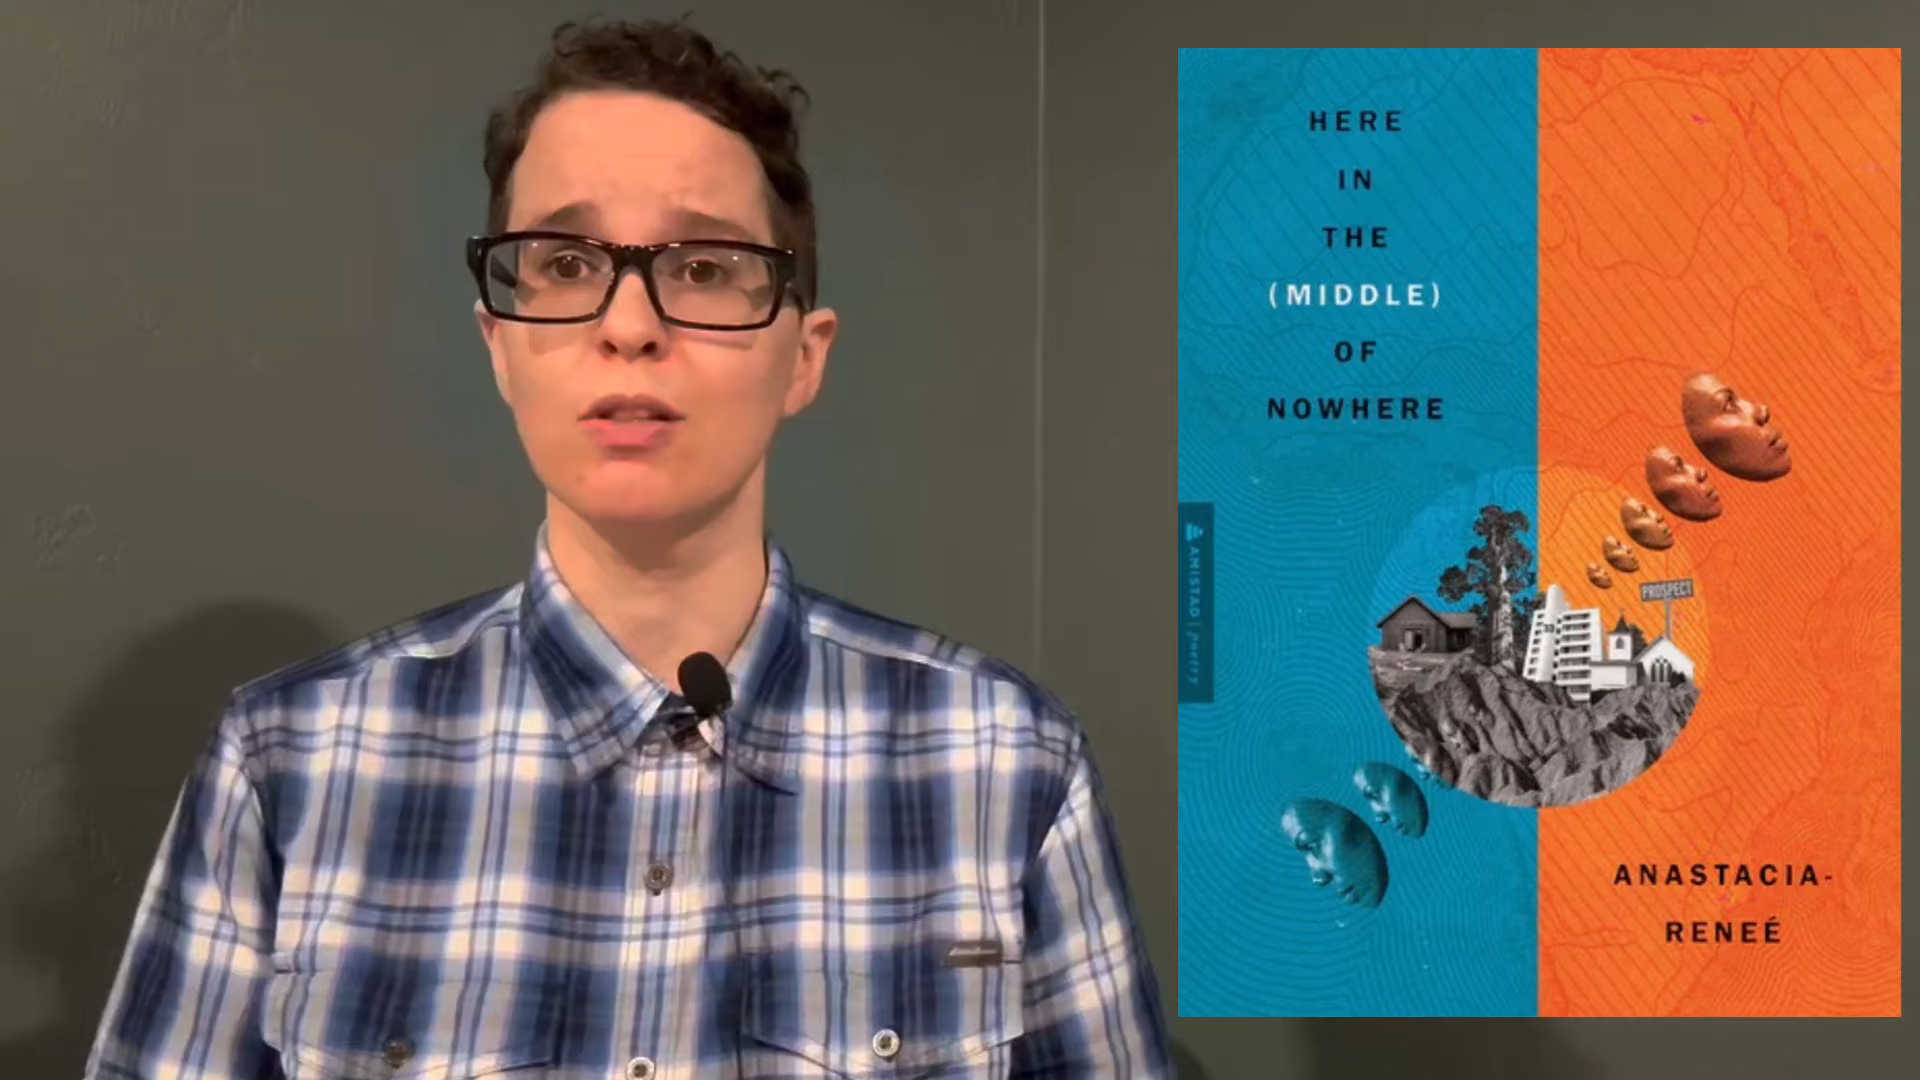 HERE
IN
THE
(MIDDLE)
OF
NOWHERE
PROSPECT
AMISTAD | poetry
ANASTACIA-
RENEÉ